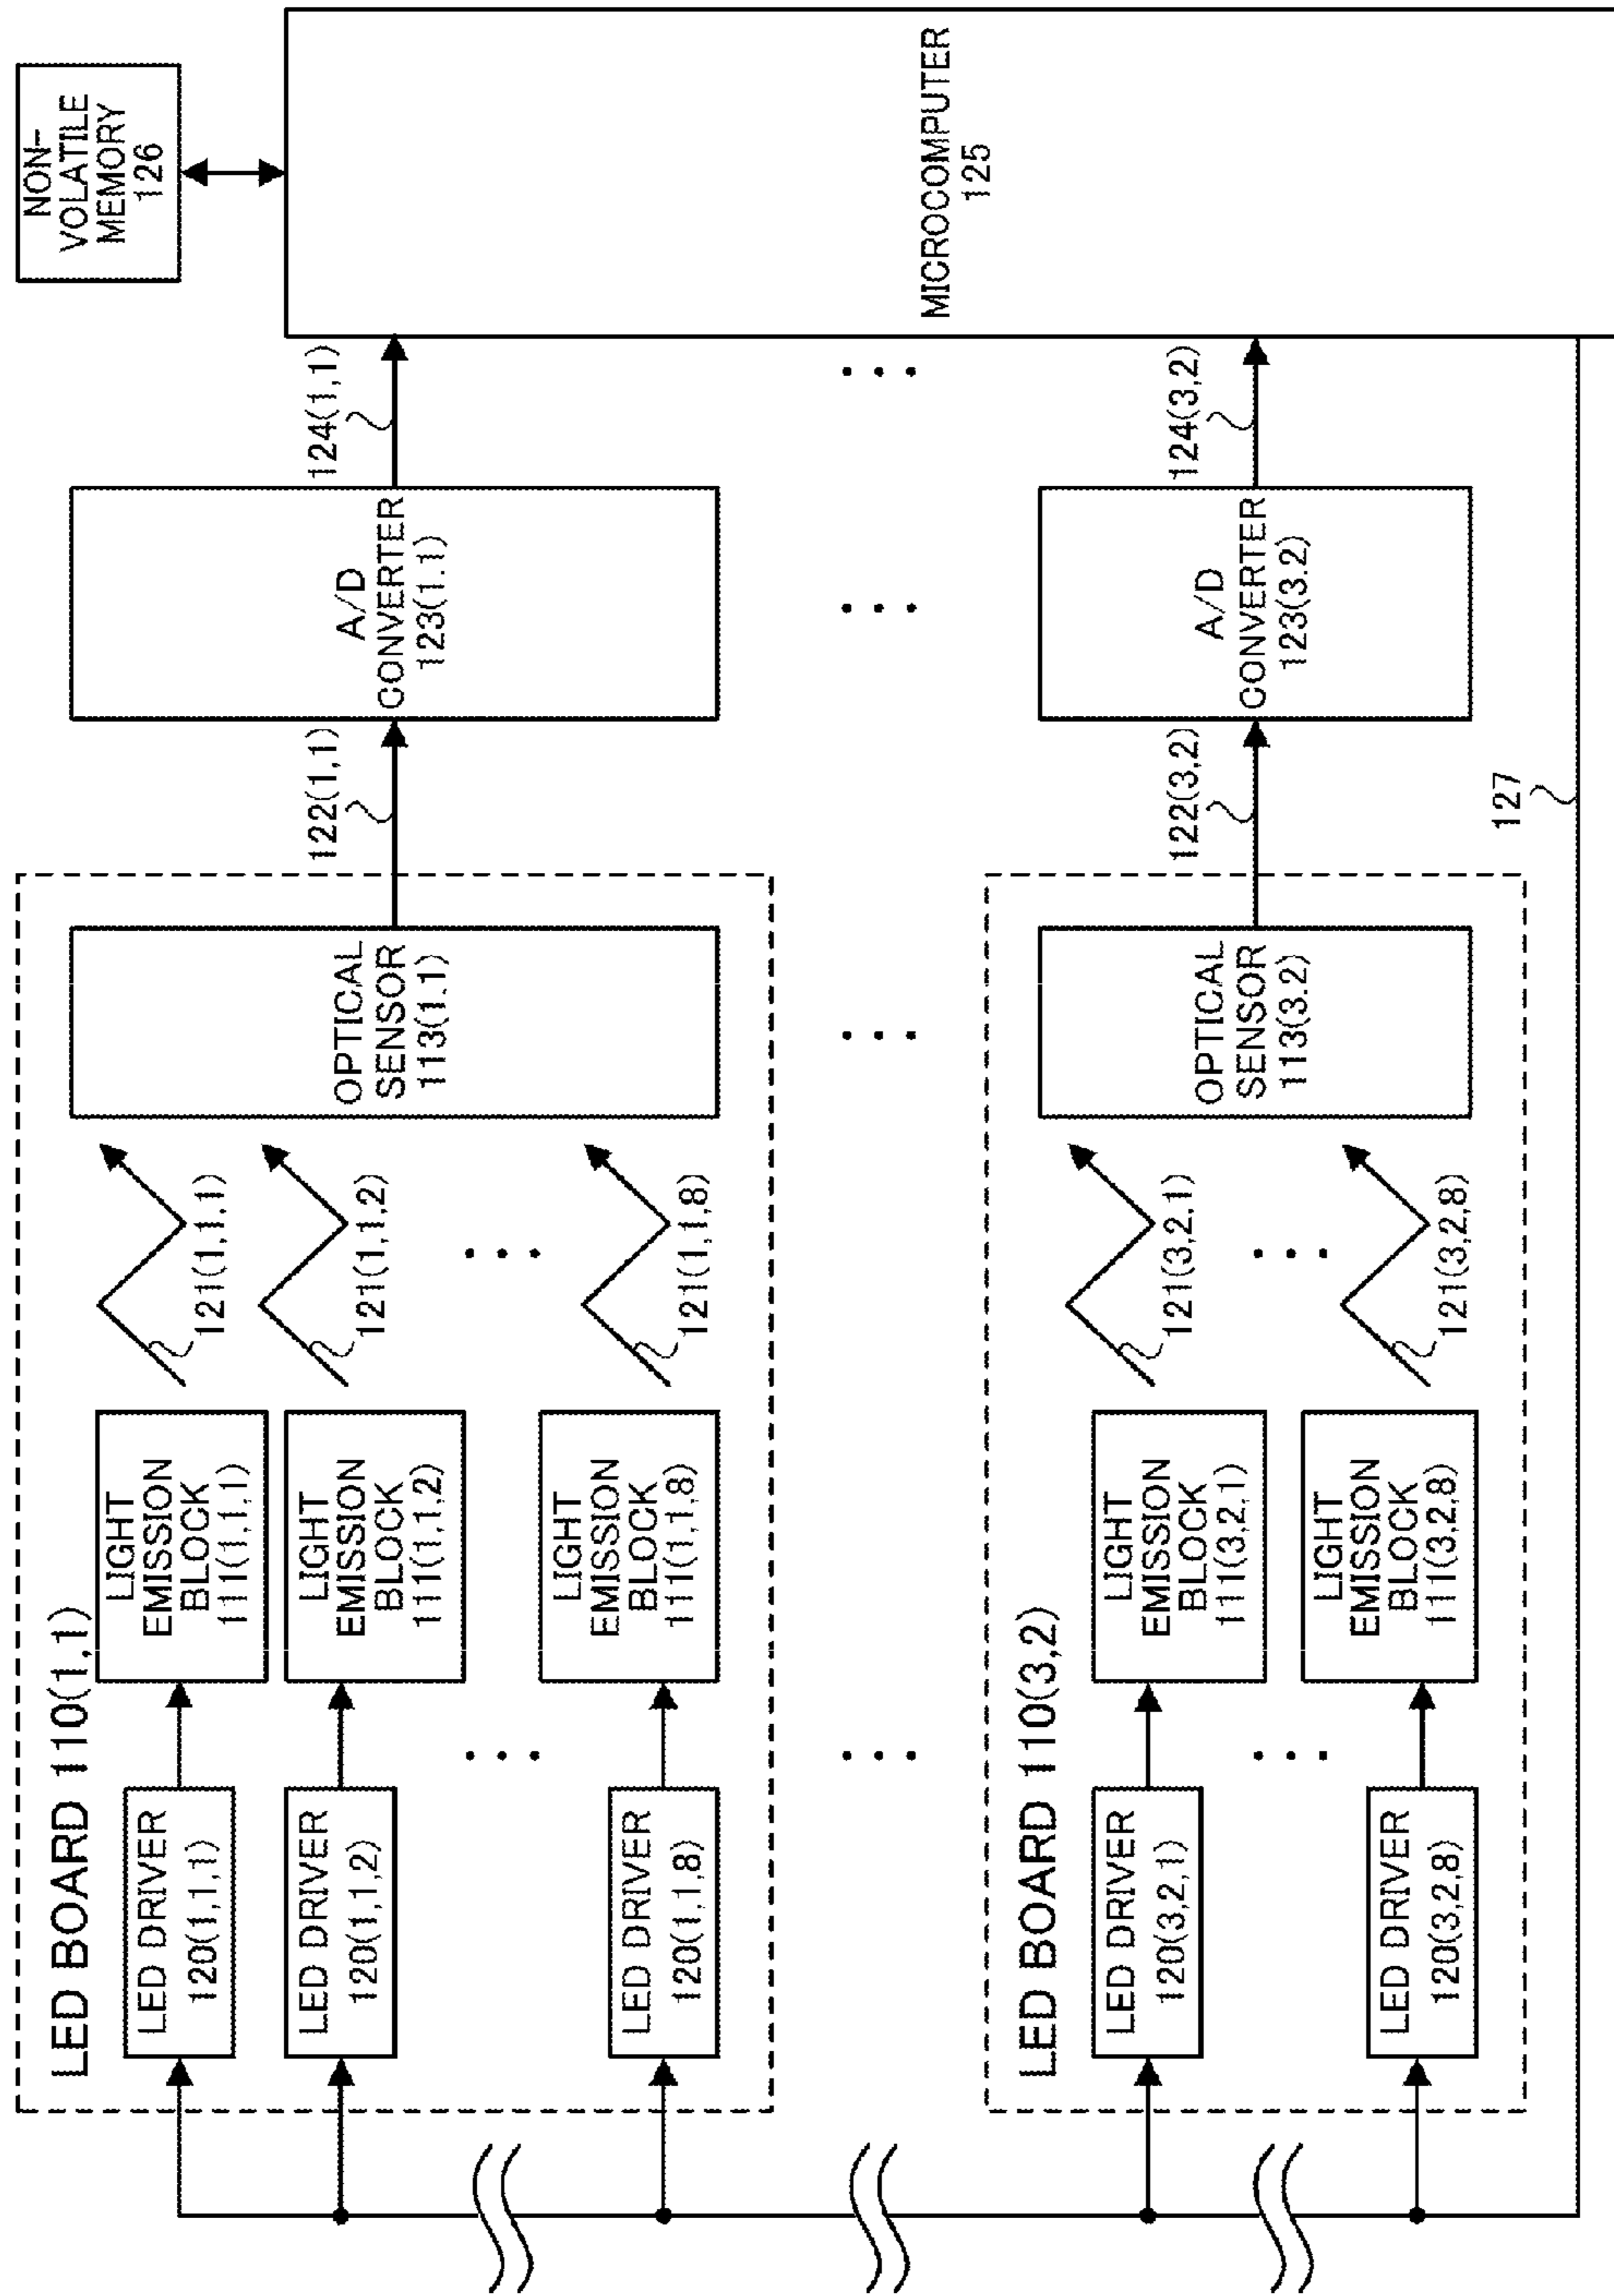 LED BOARD 110(1,1)
LED DRIVER
120(1,1,1)
LIGHT
EMISSION
BLOCK
111(1,1,1)
121(1,1,1)
LED DRIVER
120(1,1,2)
LIGHT
EMISSION
BLOCK
111(1,1,2)
121(1,1,2)
LED DRIVER
120(1,1,8)
LIGHT
EMISSION
BLOCK
111(1,1,8)
121(1,1,8)
OPTICAL
SENSOR
113(1.1)
122(1,1)
A/D
CONVERTER
123(1.1)
124(1,1)
NON-
VOLATILE
MEMORY
126
MICROCOMPUTER
125
LED BOARD 110(3,2)
LED DRIVER
120(3,2,1)
LIGHT
EMISSION
BLOCK
111(3,2,1)
121(3,2,1)
LED DRIVER
120(3,2,8)
LIGHT
EMISSION
BLOCK
111(3,2,8)
121(3,2,8)
OPTICAL
SENSOR
113(3.2)
122(3,2)
A/D
CONVERTER
123(3.2)
124(3,2)
127